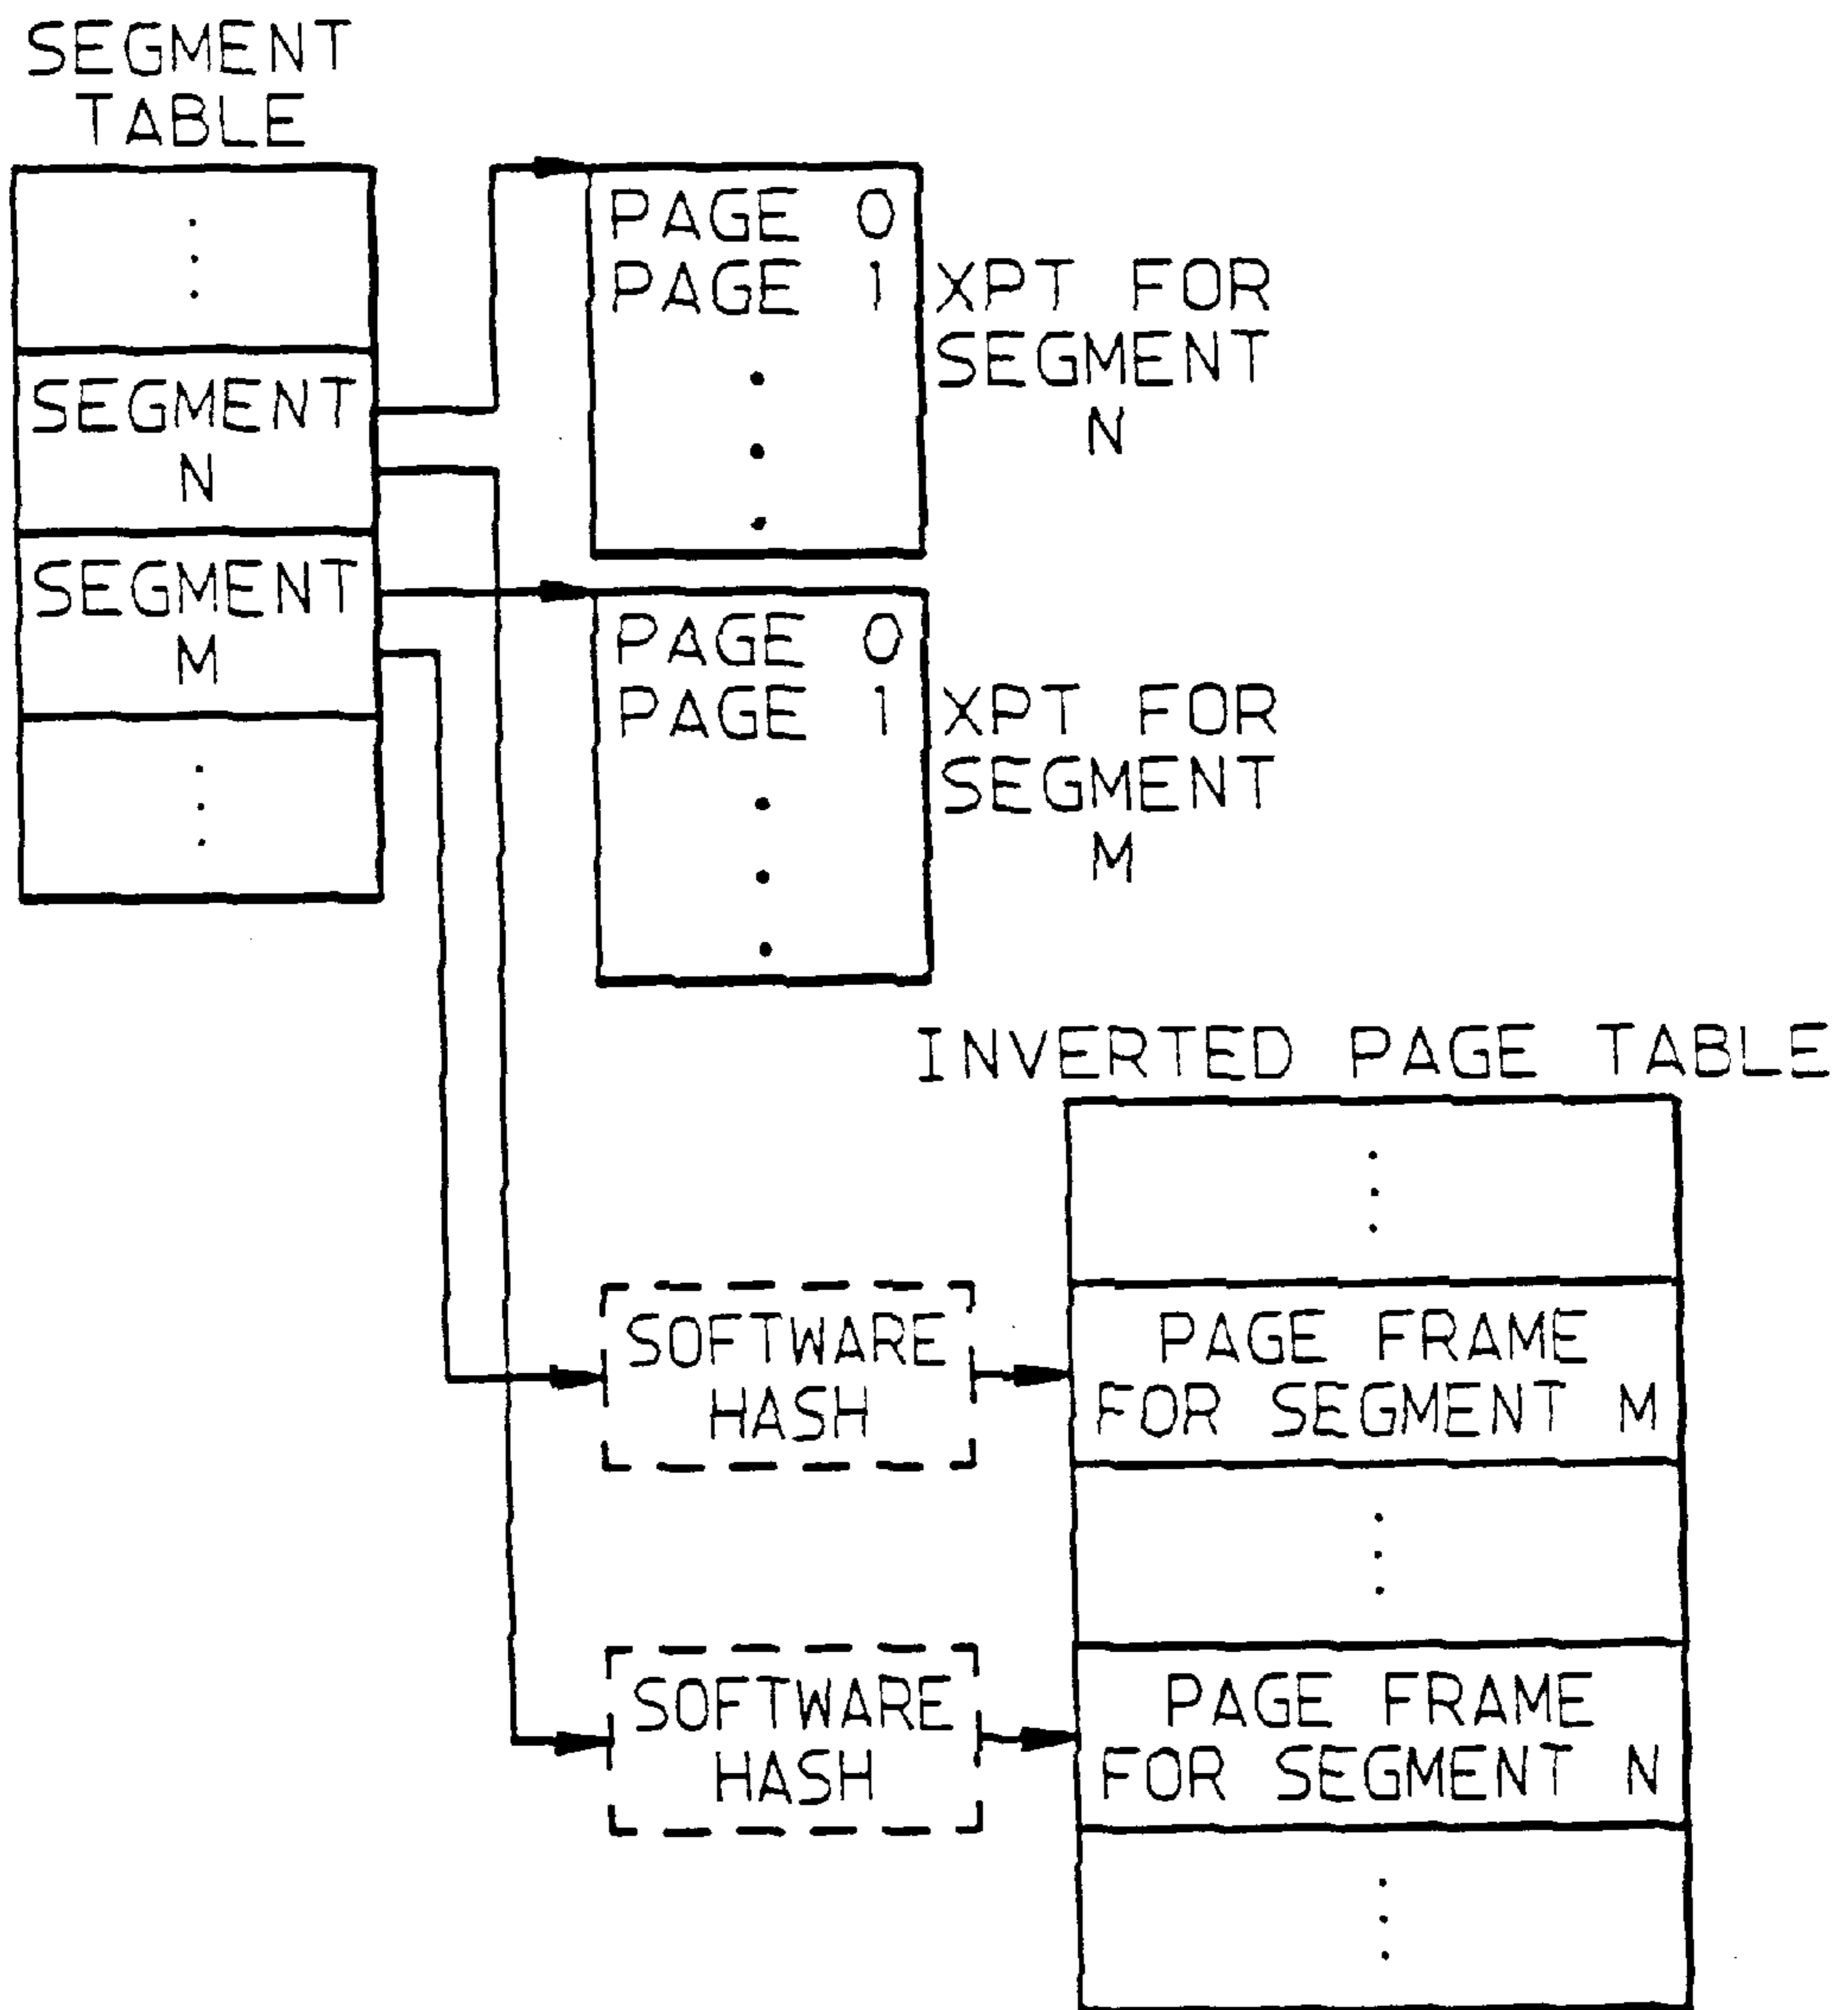 SEGMENT
TABLE
SEGMENT
N
SEGMENT
M
PAGE 0
PAGE 1
XPT FOR
SEGMENT
N
PAGE 0
PAGE 1
XPT FOR
SEGMENT
M
INVERTED PAGE TABLE
SOFTWARE
HASH
PAGE FRAME
FOR SEGMENT M
SOFTWARE
HASH
PAGE FRAME
FOR SEGMENT N